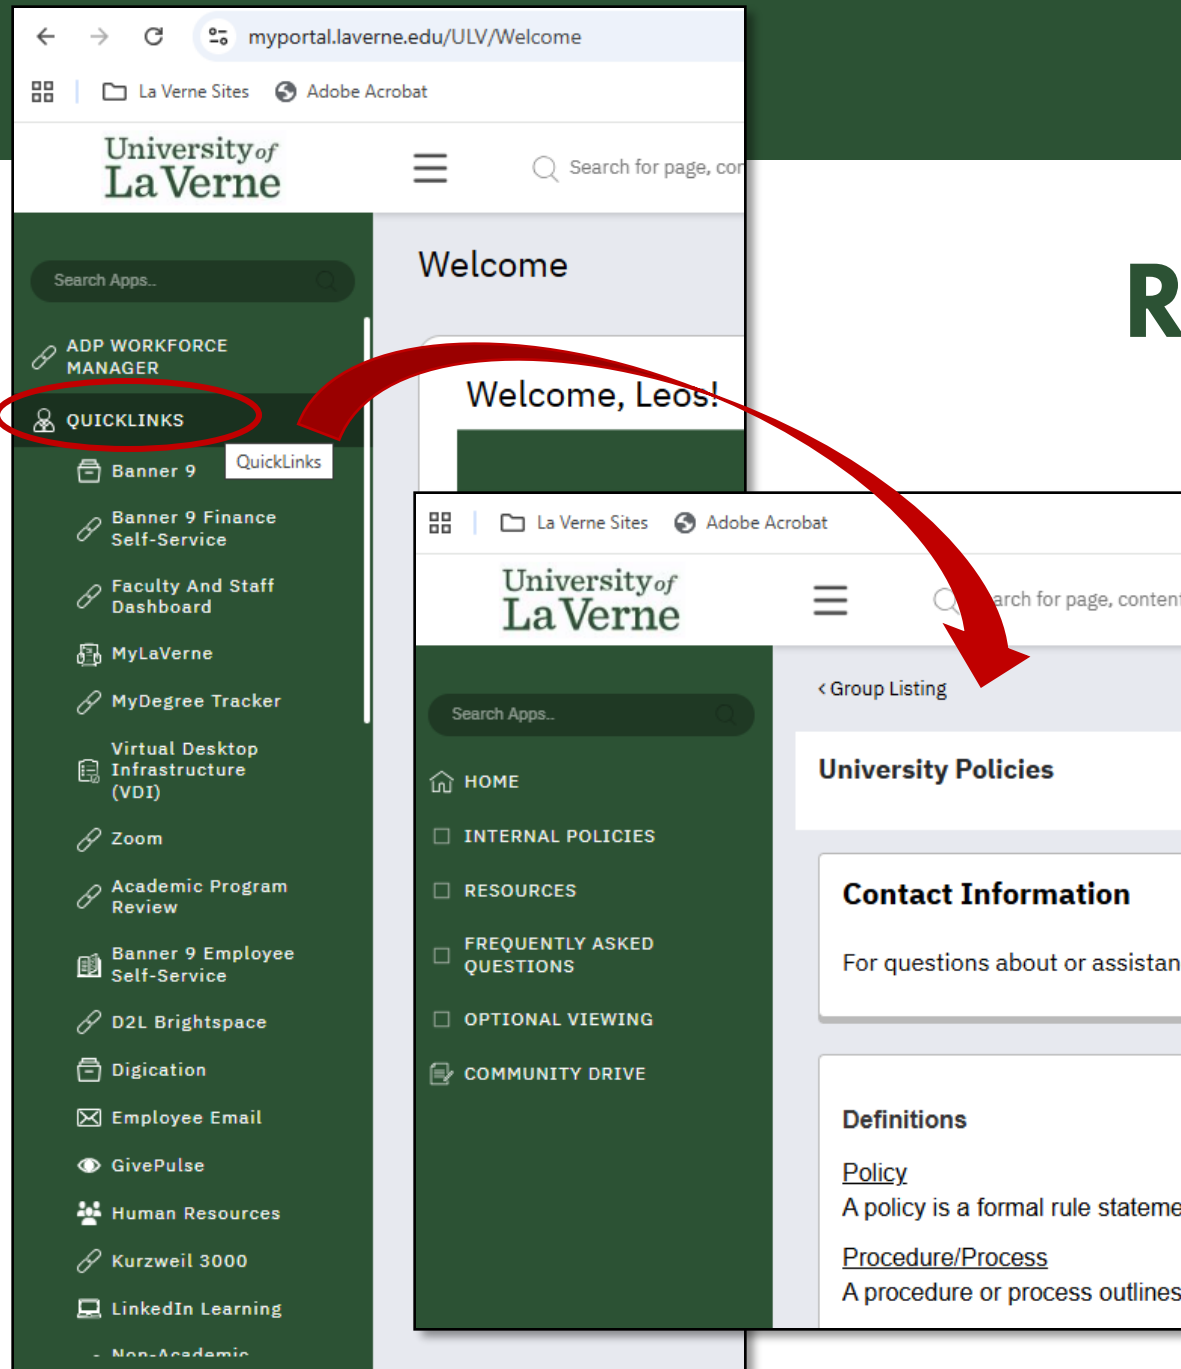 myportal.laverne.edu/ULV/Welcome
La Verne Sites
Adobe Acrobat
University of
La Verne
Search for page, con
Search Apps..
Welcome
ADP WORKFORCE
MANAGER
Welcome, Leos!
QUICKLINKS
QuickLinks
Banner 9
Banner 9 Finance
Self-Service
Faculty And Staff
Dashboard
MyLaVerne
MyDegree Tracker
Virtual Desktop
Infrastructure
(VDI)
Zoom
Academic Program
Review
Banner 9 Employee
Self-Service
D2L Brightspace
Digication
Employee Email
GivePulse
Human Resources
Kurzweil 3000
LinkedIn Learning
Non-Academic
R
La Verne Sites
Adobe Acrobat
University of
La Verne
arch for page, content
Search Apps..
HOME
INTERNAL POLICIES
RESOURCES
FREQUENTLY ASKED
QUESTIONS
OPTIONAL VIEWING
COMMUNITY DRIVE
< Group Listing
University Policies
Contact Information
For questions about or assistan
Definitions
Policy
A policy is a formal rule stateme
Procedure/Process
A procedure or process outlines